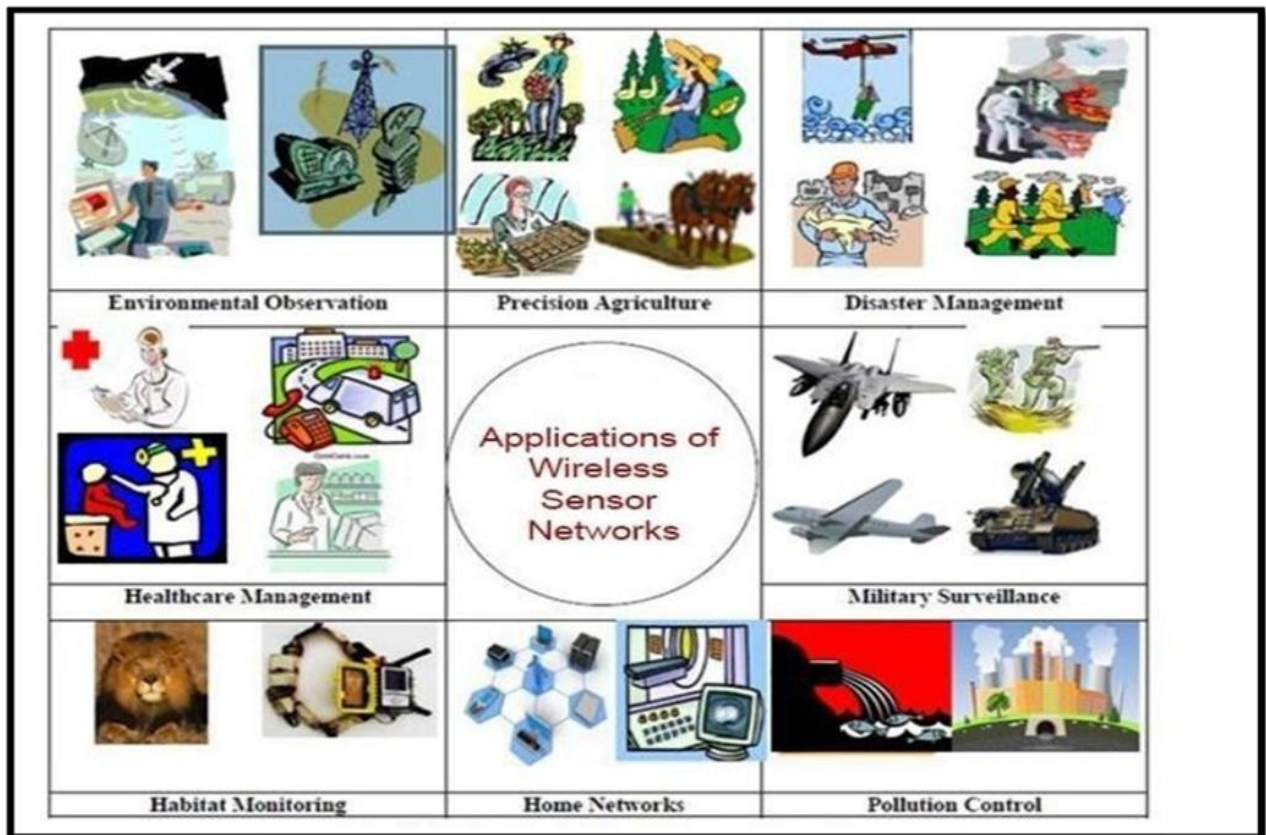 Environmental Observation
Precision Agriculture
Disaster Management
Applications of
Wireless
Sensor
Networks
Healthcare Management
Military Surveillance
Habitat Monitoring
Home Networks
Pollution Control